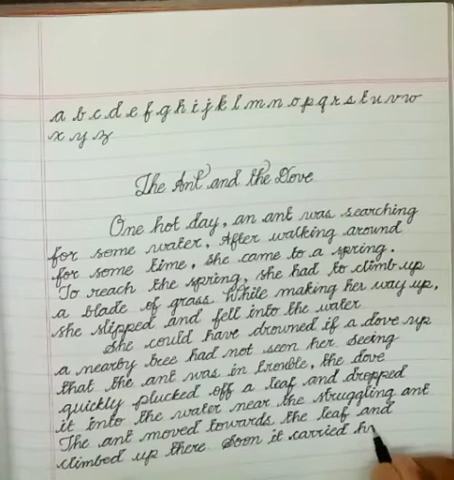 a b c d e f g h i j k l m n o p q r s t u v w
x y z
The Ant and the Dove
One hot day, an ant was searching
for some water. After walking around
for some time, she came to a spring.
To reach the spring, she had to climb up
a blade of grass. While making her way up,
she slipped and fell into the water
She could have drowned if a dove up
a nearby tree had not seen her. Seeing
that the ant was in trouble, the dove
quickly plucked off a leaf and dropped
it into the water near the struggling ant
The ant moved towards the leaf and
climbed up there Soon it carried h